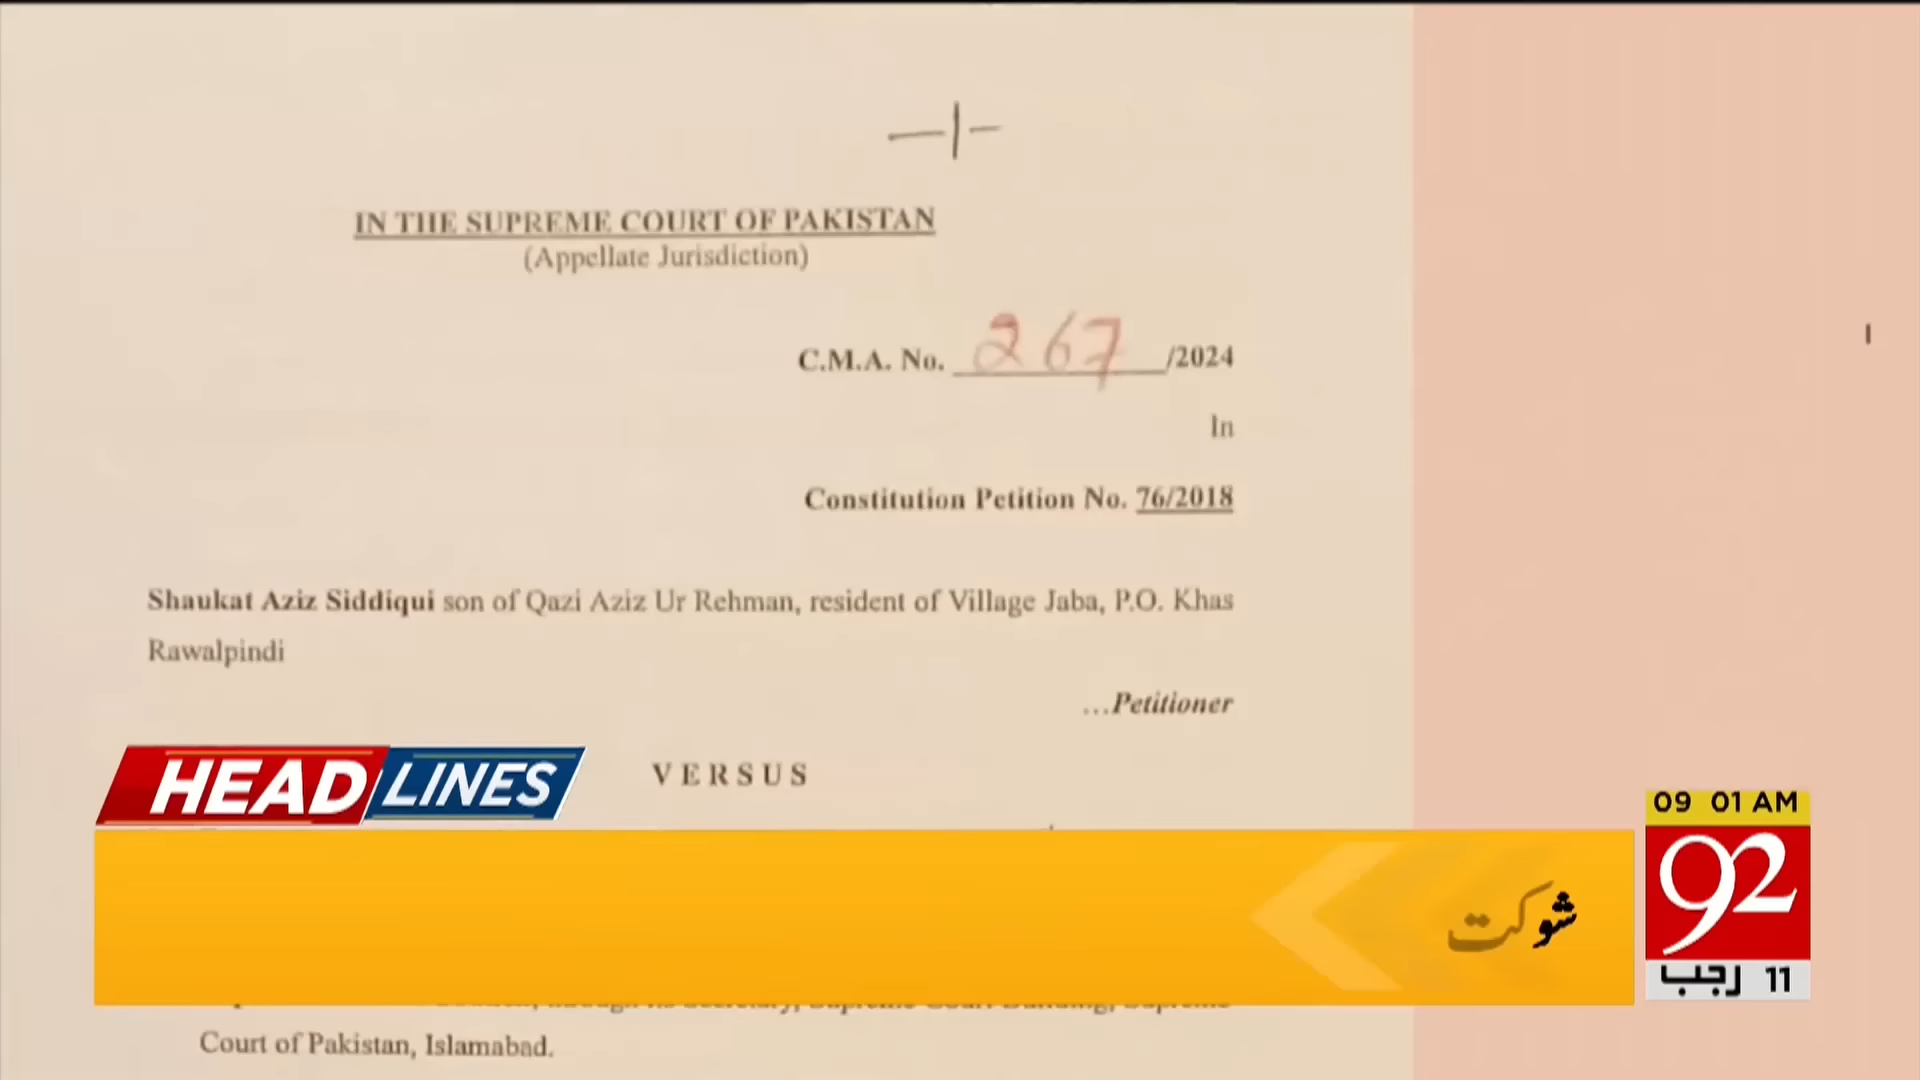 —1—
IN THE SUPREME COURT OF PAKISTAN
(Appellate Jurisdiction)
C.M.A. No. 267 /2024
In
Constitution Petition No. 76/2018
Shaukat Aziz Siddiqui son of Qazi Aziz Ur Rehman, resident of Village Jaba, P.O. Khas
Rawalpindi
...Petitioner
VERSUS
HEADLINES
شوکت
09 01 AM
92
11 رجب
Court of Pakistan, Islamabad.